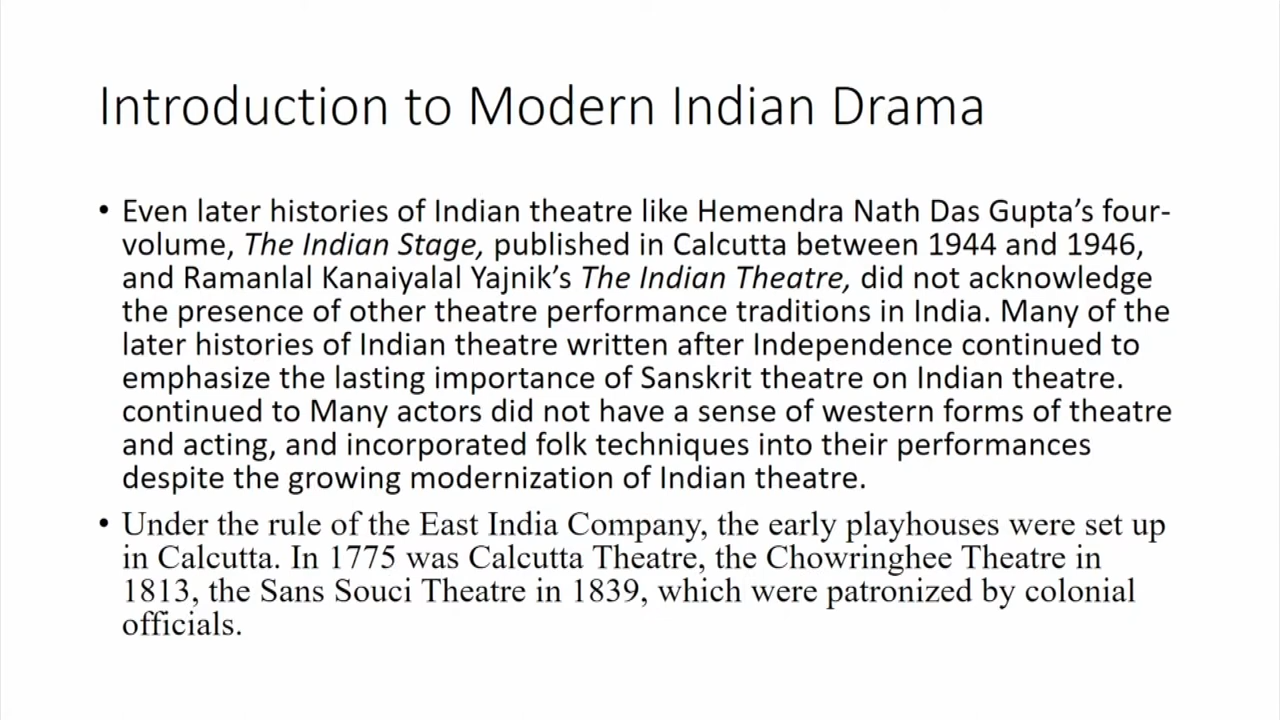 Introduction to Modern Indian Drama
• Even later histories of Indian theatre like Hemendra Nath Das Gupta’s four-
volume, The Indian Stage, published in Calcutta between 1944 and 1946,
and Ramanlal Kanaiyalal Yajnik’s The Indian Theatre, did not acknowledge
the presence of other theatre performance traditions in India. Many of the
later histories of Indian theatre written after Independence continued to
emphasize the lasting importance of Sanskrit theatre on Indian theatre.
continued to Many actors did not have a sense of western forms of theatre
and acting, and incorporated folk techniques into their performances
despite the growing modernization of Indian theatre.
• Under the rule of the East India Company, the early playhouses were set up
in Calcutta. In 1775 was Calcutta Theatre, the Chowringhee Theatre in
1813, the Sans Souci Theatre in 1839, which were patronized by colonial
officials.